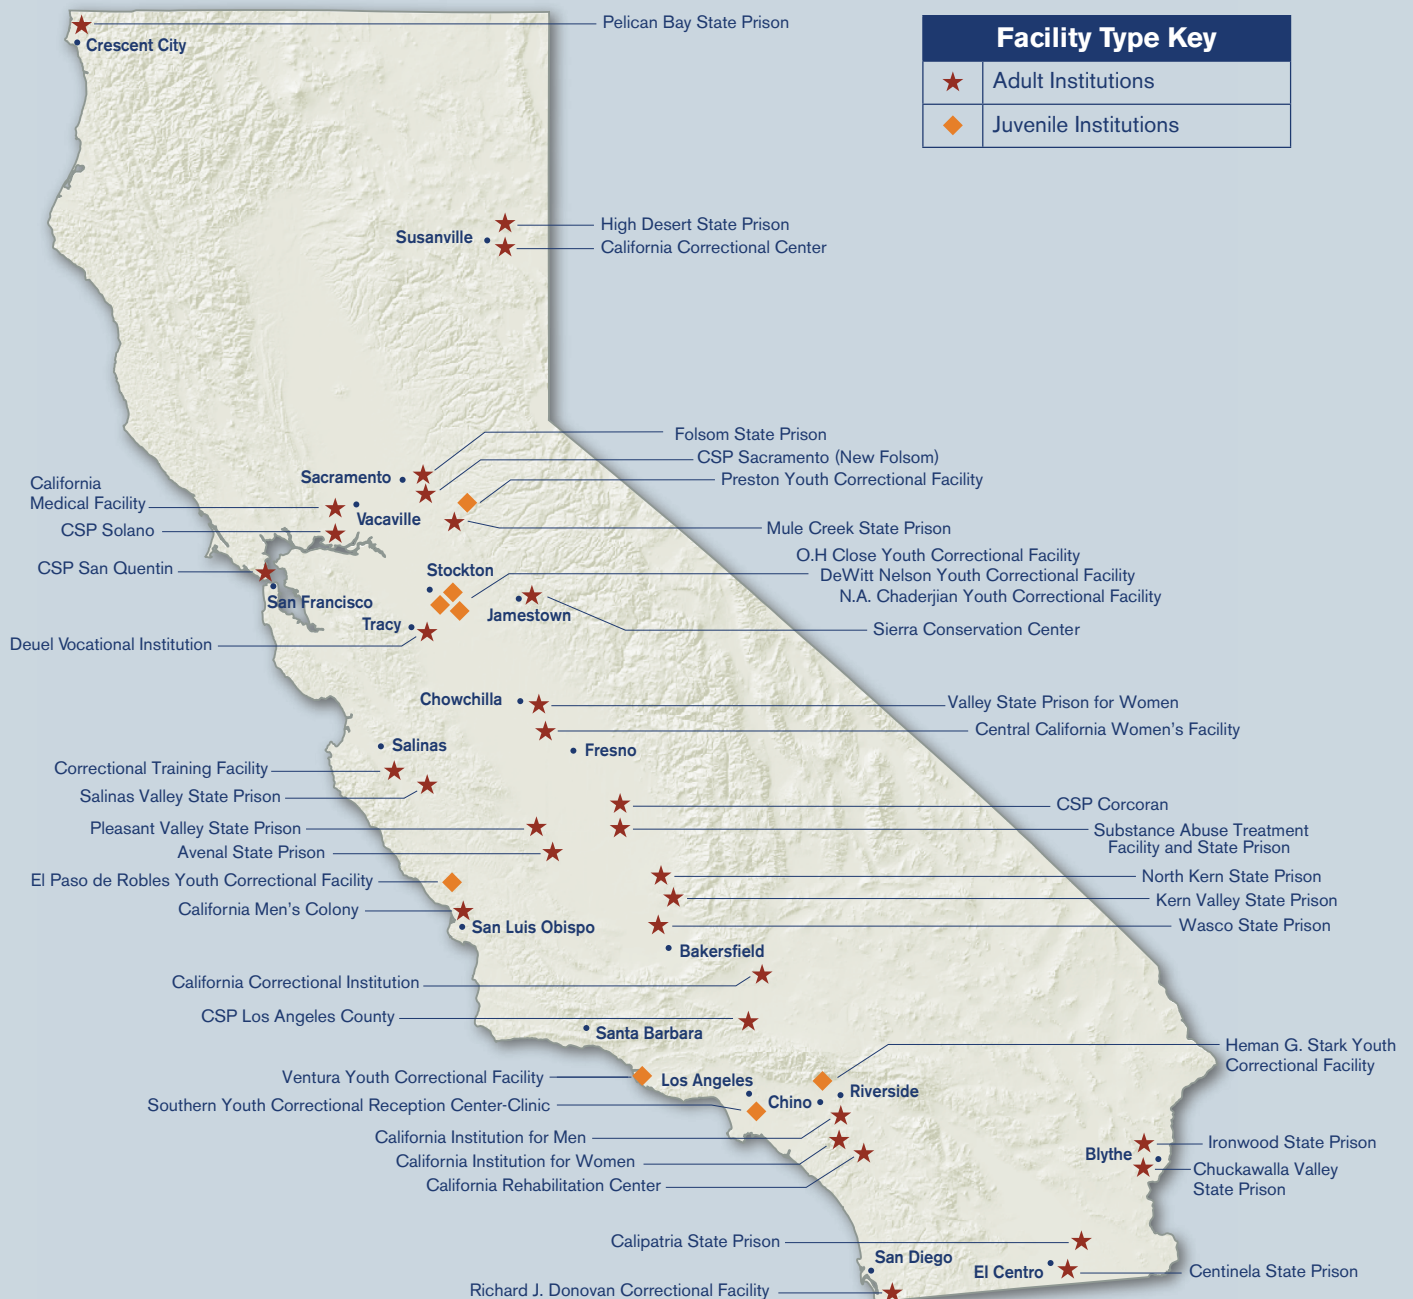 Pelican Bay State Prison
Crescent City
Facility Type Key
Adult Institutions
Juvenile Institutions
High Desert State Prison
Susanville
California Correctional Center
Folsom State Prison
CSP Sacramento (New Folsom)
Sacramento
Preston Youth Correctional Facility
California
Medical Facility
Vacaville
CSP Solano
Mule Creek State Prison
O.H Close Youth Correctional Facility
DeWitt Nelson Youth Correctional Facility
N.A. Chaderjian Youth Correctional Facility
CSP San Quentin
Stockton
San Francisco
Jamestown
Tracy
Sierra Conservation Center
Deuel Vocational Institution
Chowchilla
Valley State Prison for Women
Central California Women's Facility
Salinas
Fresno
Correctional Training Facility
Salinas Valley State Prison
CSP Corcoran
Pleasant Valley State Prison
Substance Abuse Treatment
Facility and State Prison
Avenal State Prison
North Kern State Prison
El Paso de Robles Youth Correctional Facility
Kern Valley State Prison
California Men's Colony
San Luis Obispo
Wasco State Prison
Bakersfield
California Correctional Institution
CSP Los Angeles County
Santa Barbara
Heman G. Stark Youth
Correctional Facility
Ventura Youth Correctional Facility
Los Angeles
Riverside
Southern Youth Correctional Reception Center-Clinic
Chino
California Institution for Men
Ironwood State Prison
Blythe
California Institution for Women
Chuckawalla Valley
State Prison
California Rehabilitation Center
Calipatria State Prison
San Diego
El Centro
Centinela State Prison
Richard J. Donovan Correctional Facility